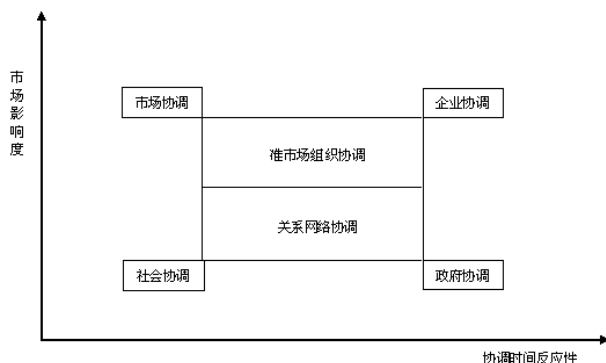 市场影响度
市场协调
企业协调
准市场组织协调
关系网络协调
社会协调
政府协调
协调时间反应性